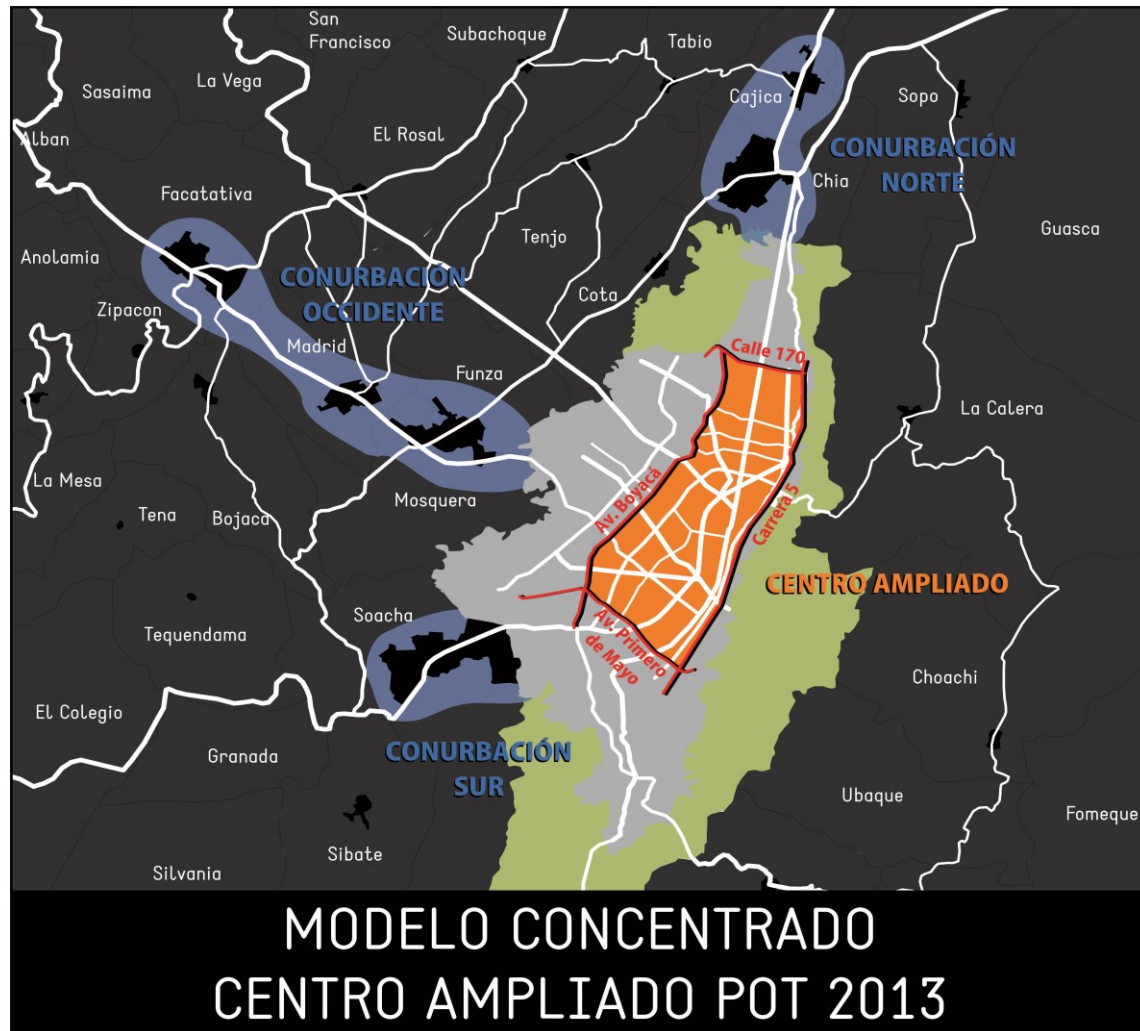 San
Francisco
Subachoque
Tabio
La Vega
Sasaima
Cajica
Sopo
Alban
El Rosal
CONURBACIÓN
NORTE
Chia
Facatativa
Guasca
Tenjo
Anolamia
CONURBACIÓN
OCCIDENTE
Cota
Zipacon
Madrid
Calle 170
Funza
La Calera
La Mesa
Mosquera
Av. Boyacá
Carrera 5
Tena
Bojaca
CENTRO AMPLIADO
Soacha
Av. Primero
de Mayo
Tequendama
Choachi
El Colegio
Granada
CONURBACIÓN
SUR
Ubaque
Fomeque
Sibate
Silvania
MODELO CONCENTRADO
CENTRO AMPLIADO POT 2013